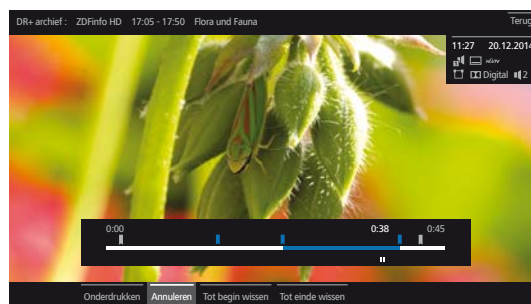 DR+ archief : ZDFinfo HD 17:05 - 17:50 Flora und Fauna Terug
11:27 20.12.2014
Digital 2
0:00 0:38 0:45
Onderdrukken Annuleren Tot begin wissen Tot einde wissen